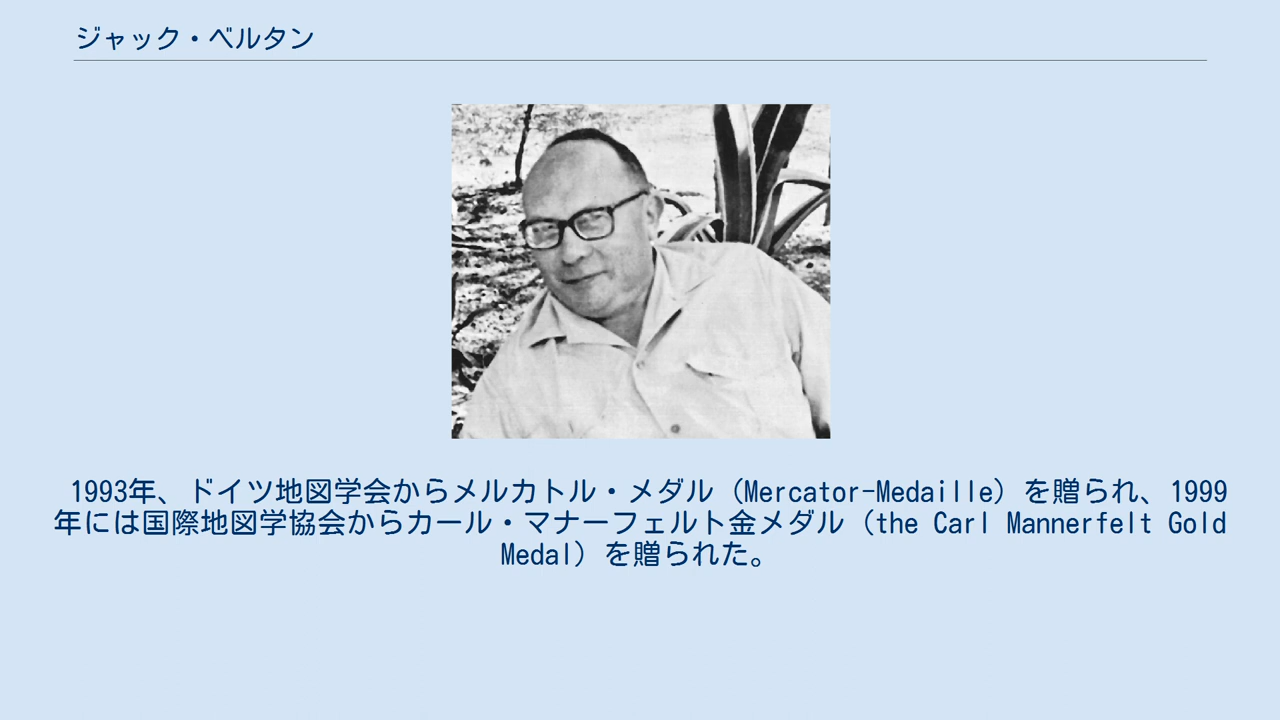 ジャック・ベルタン
1993年、ドイツ地図学会からメルカトル・メダル（Mercator-Medaille）を贈られ、1999
年には国際地図学協会からカール・マナーフェルト金メダル（the Carl Mannerfelt Gold
Medal）を贈られた。